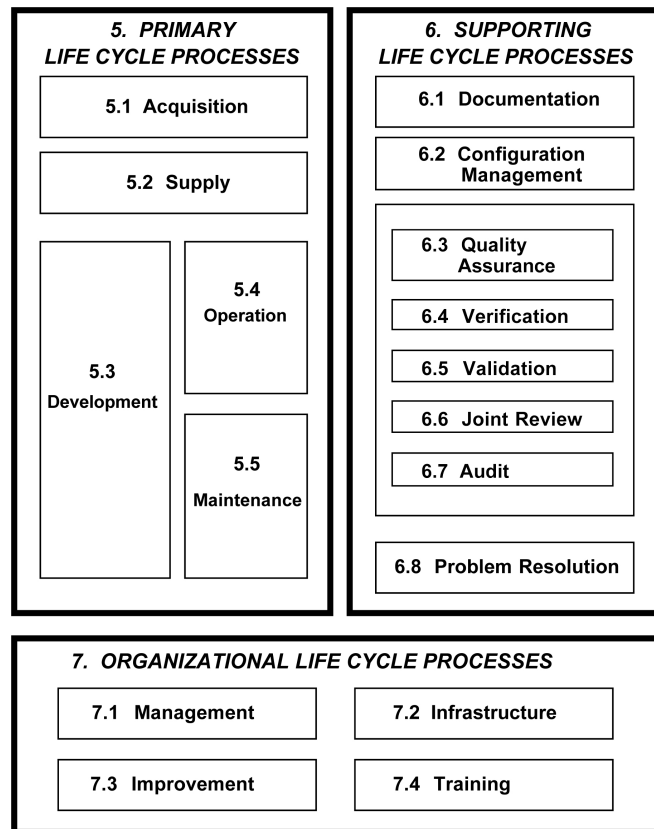 5. PRIMARY
LIFE CYCLE PROCESSES
5.1 Acquisition
5.2 Supply
5.3
Development
5.4
Operation
5.5
Maintenance
6. SUPPORTING
LIFE CYCLE PROCESSES
6.1 Documentation
6.2 Configuration
Management
6.3 Quality
Assurance
6.4 Verification
6.5 Validation
6.6 Joint Review
6.7 Audit
6.8 Problem Resolution
7. ORGANIZATIONAL LIFE CYCLE PROCESSES
7.1 Management
7.2 Infrastructure
7.3 Improvement
7.4 Training